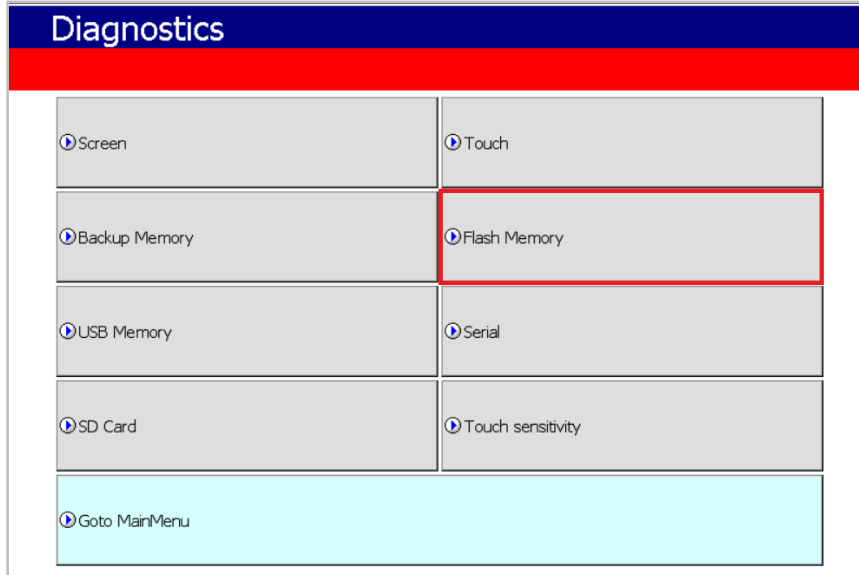 Diagnostics
Screen
Touch
Backup Memory
Flash Memory
USB Memory
Serial
SD Card
Touch sensitivity
Goto MainMenu